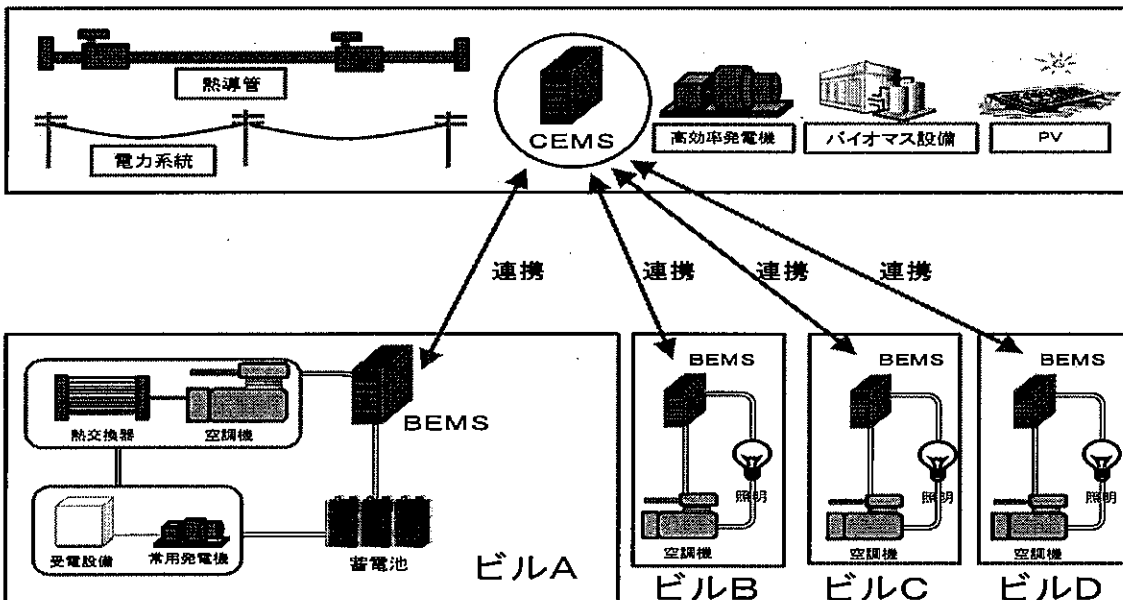 熱導管
電力系統
CEMS
高効率発電機
バイオマス設備
PV
連携
連携
連携
連携
熱交換器
空調機
BEMS
受電設備
常用発電機
蓄電池
ビルA
BEMS
照明
空調機
ビルB
BEMS
照明
空調機
ビルC
BEMS
照明
空調機
ビルD